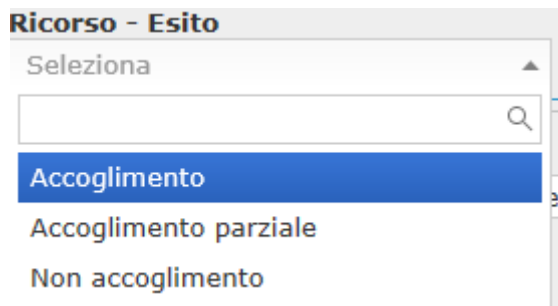 Ricorso - Esito
Seleziona
Accoglimento
Accoglimento parziale
Non accoglimento